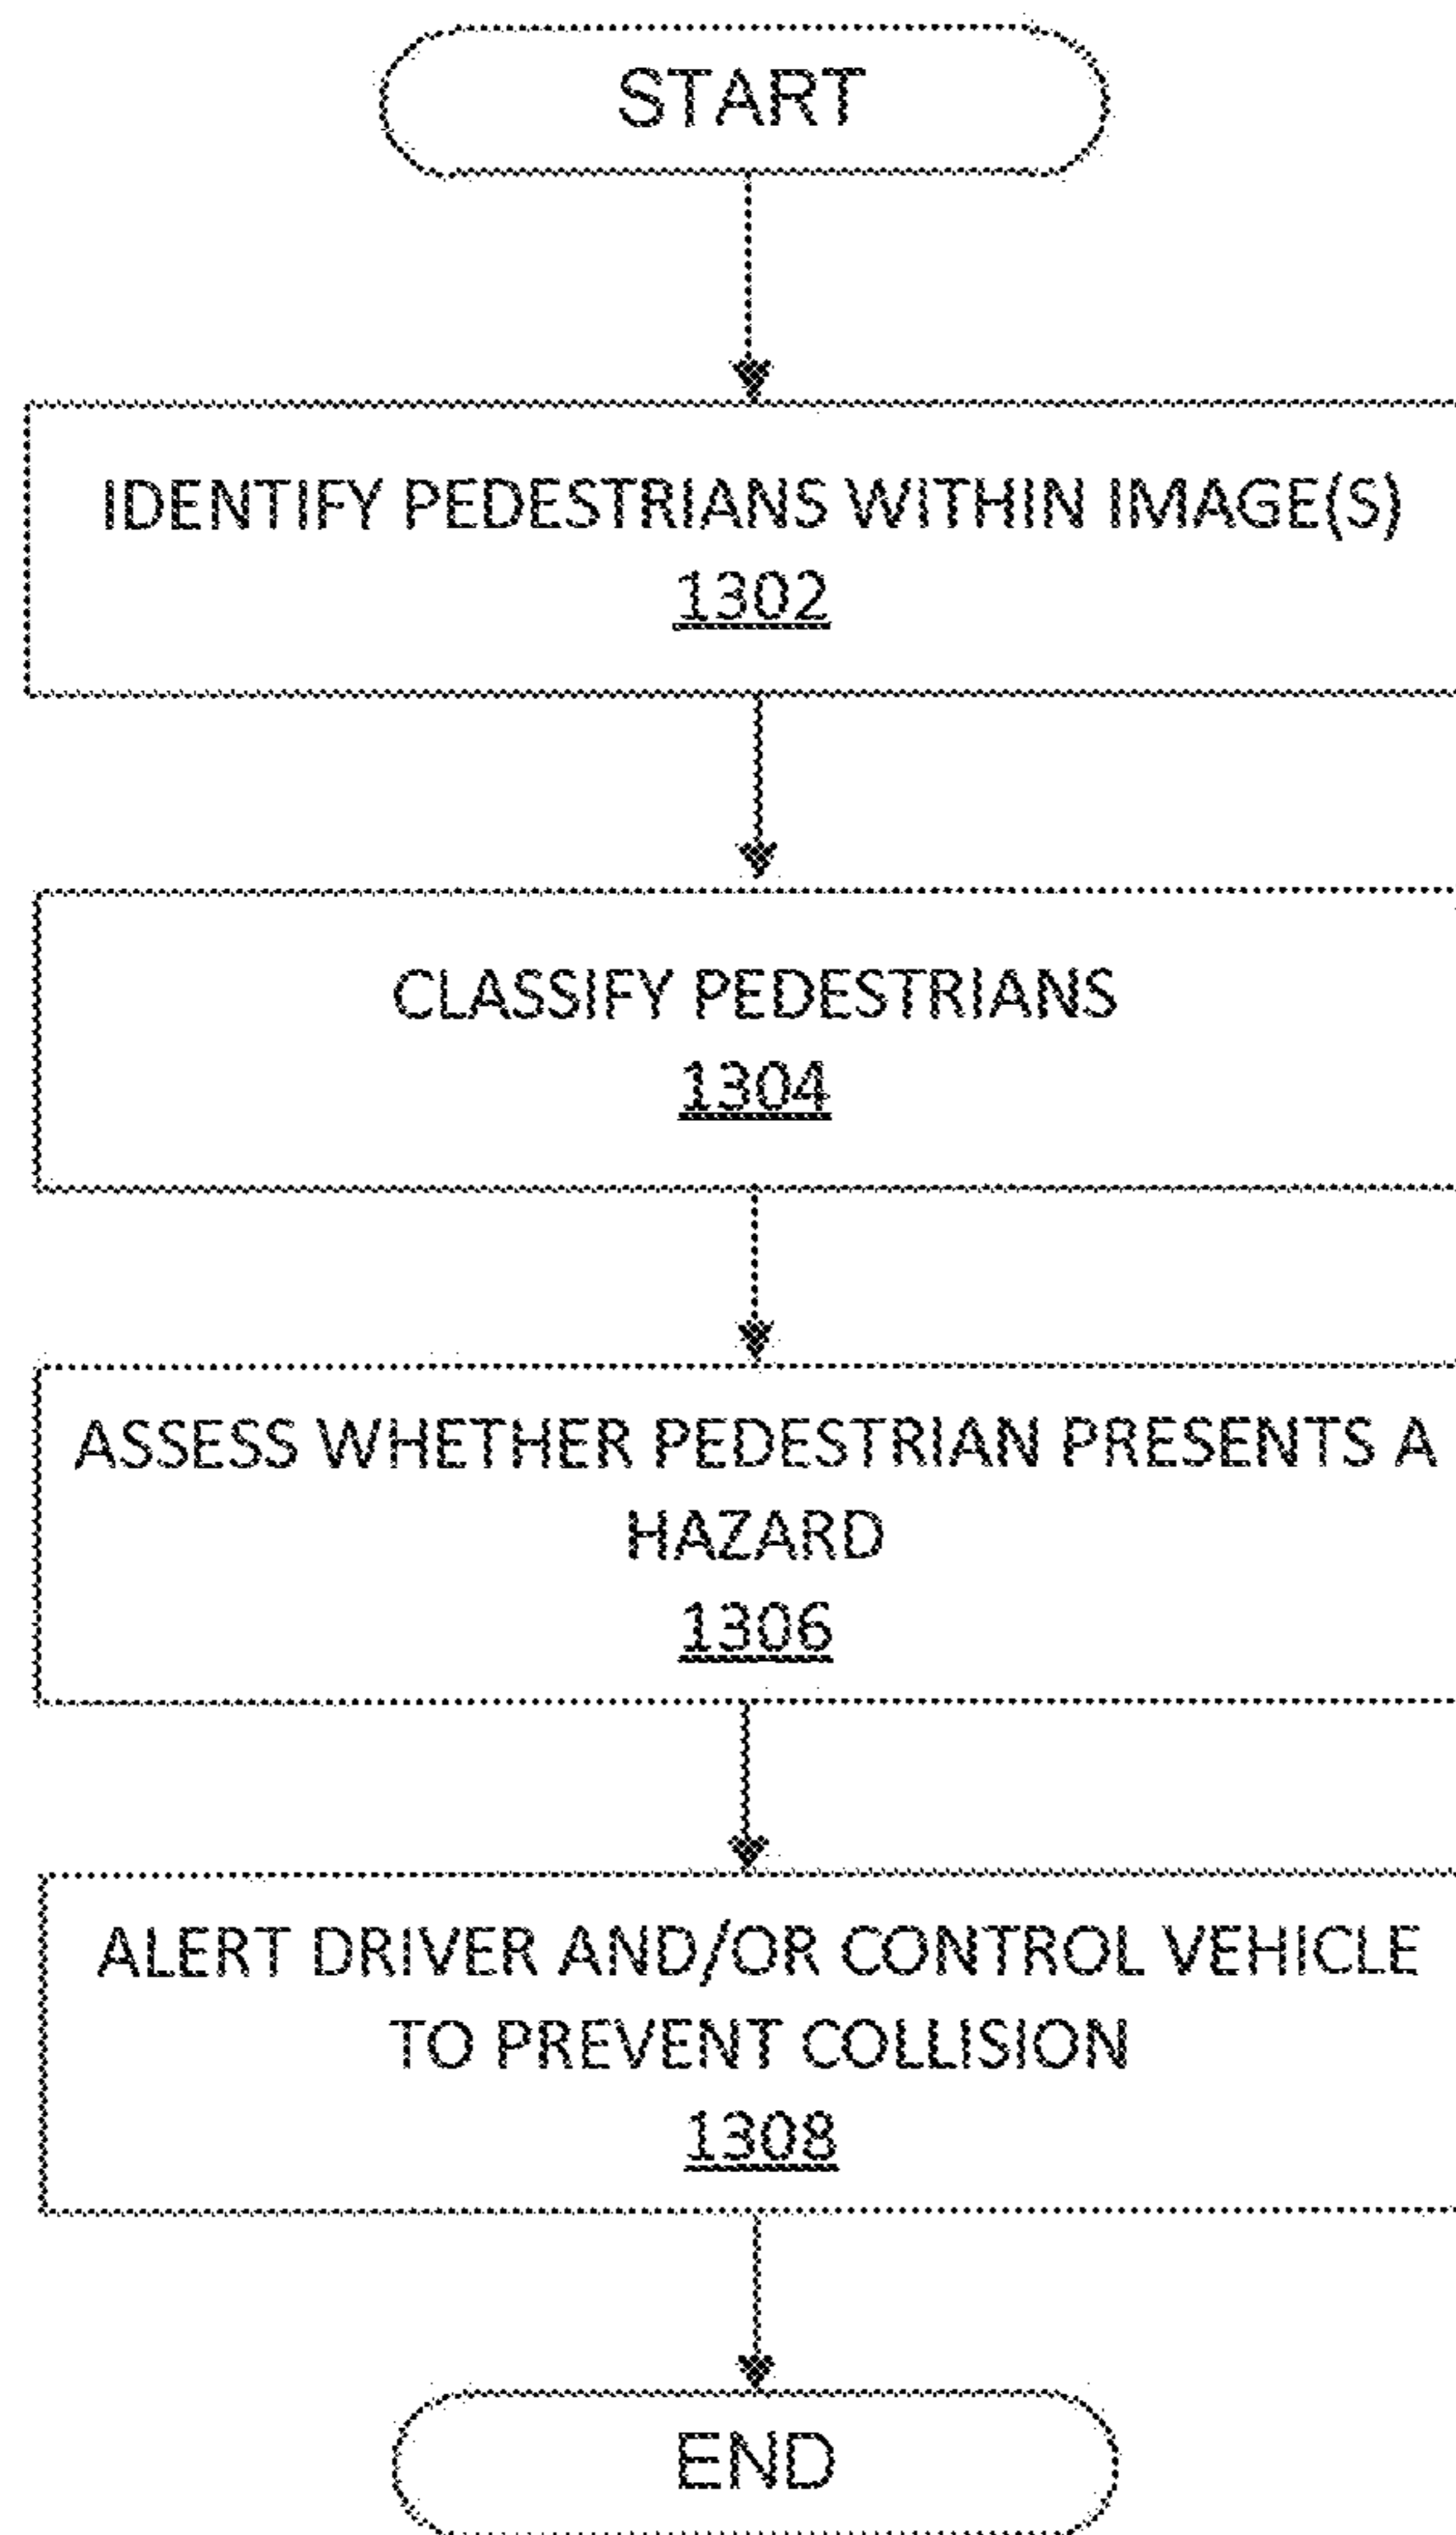 START
IDENTIFY PEDESTRIANS WITHIN IMAGE(S)
1302
CLASSIFY PEDESTRIANS
1304
ASSESS WHETHER PEDESTRIAN PRESENTS A
HAZARD
1306
ALERT DRIVER AND/OR CONTROL VEHICLE
TO PREVENT COLLISION
1308
END